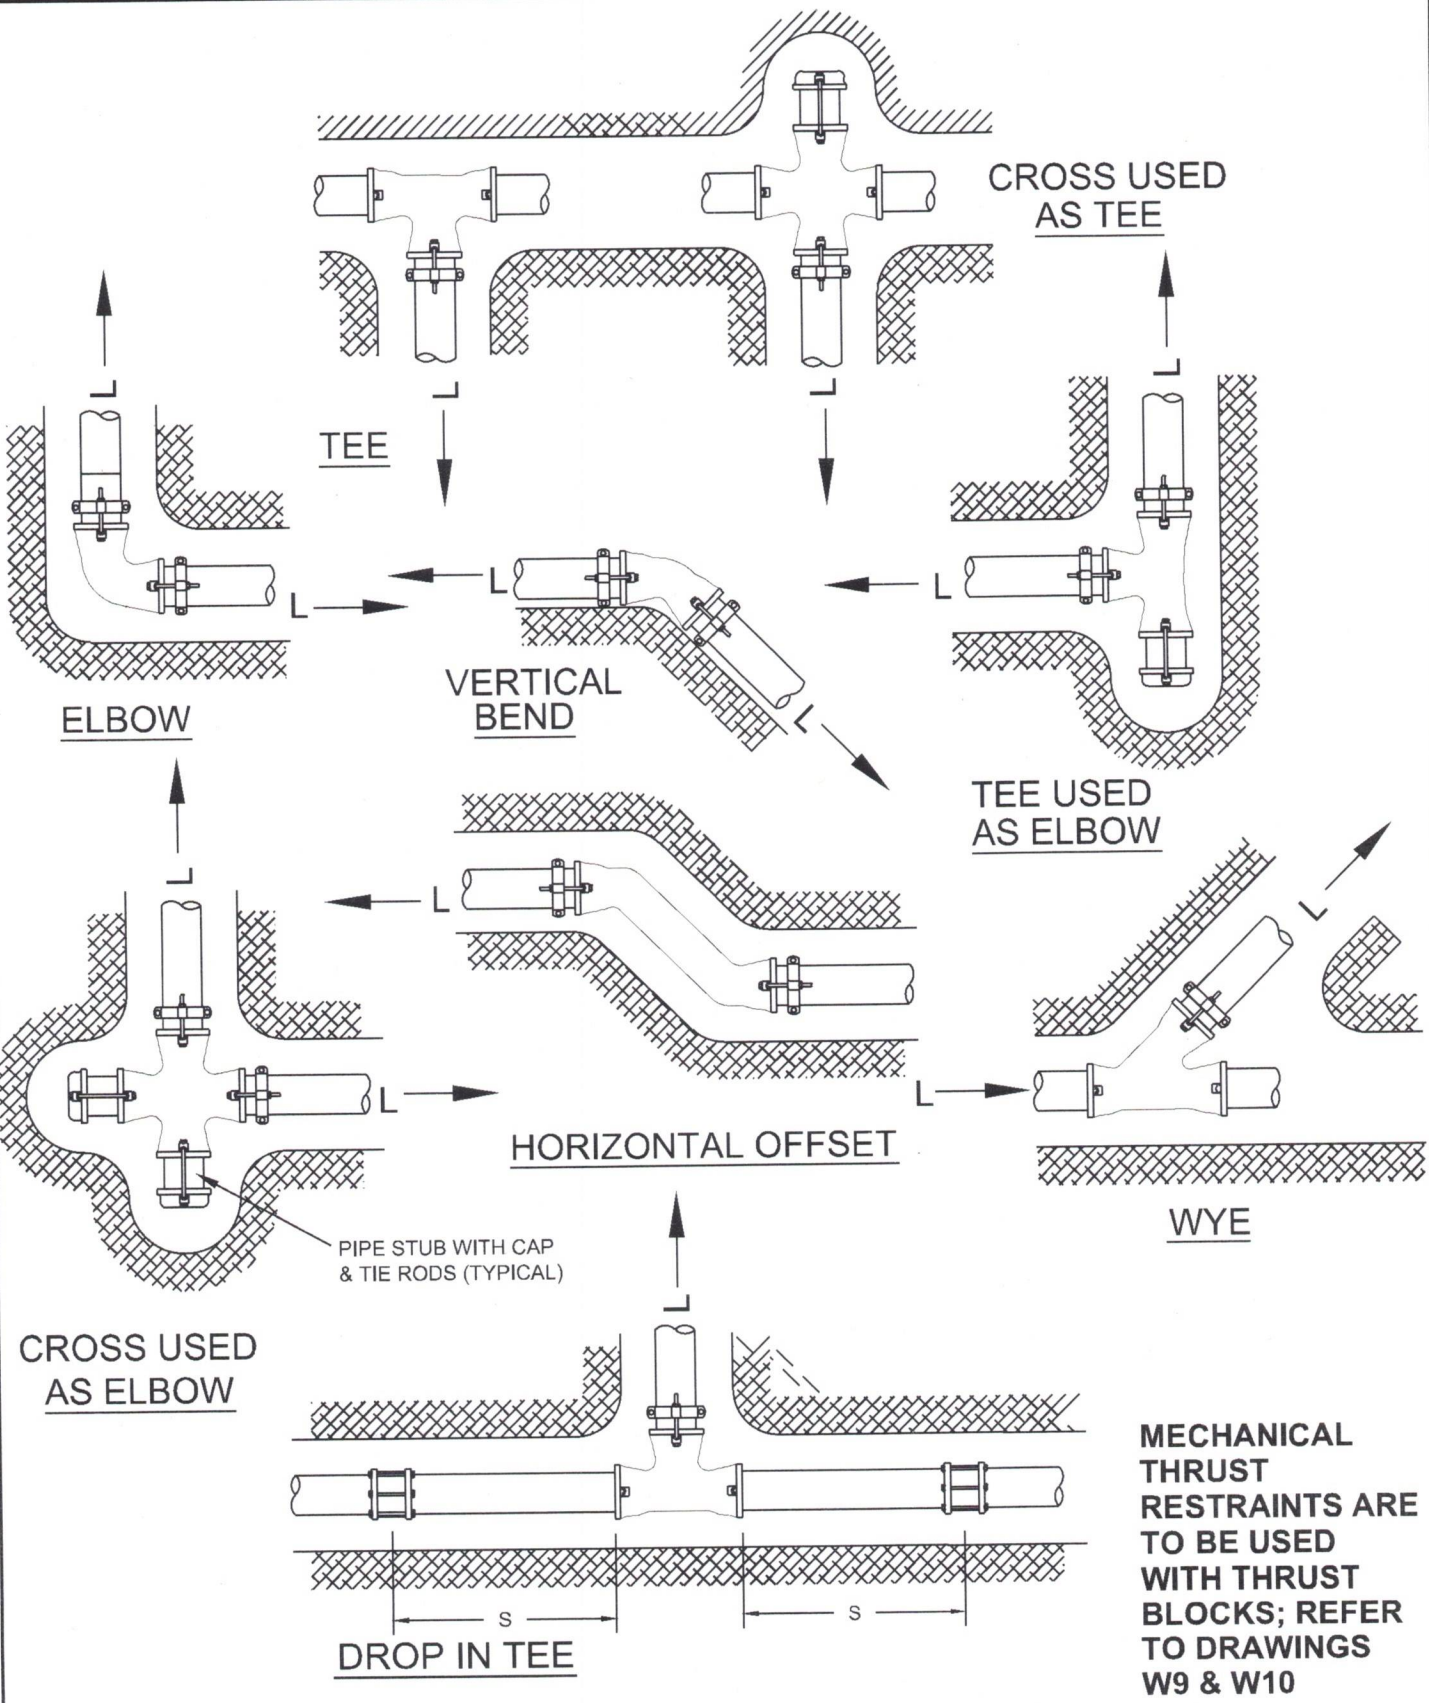 CROSS USED
AS TEE
L
L
L
L
TEE
L
L
L
L
VERTICAL
BEND
ELBOW
L
TEE USED
AS ELBOW
L
L
L
L
L
HORIZONTAL OFFSET
WYE
PIPE STUB WITH CAP
& TIE RODS (TYPICAL)
L
CROSS USED
AS ELBOW
MECHANICAL
THRUST
RESTRAINTS ARE
TO BE USED
WITH THRUST
BLOCKS; REFER
TO DRAWINGS
W9 & W10
S
S
DROP IN TEE